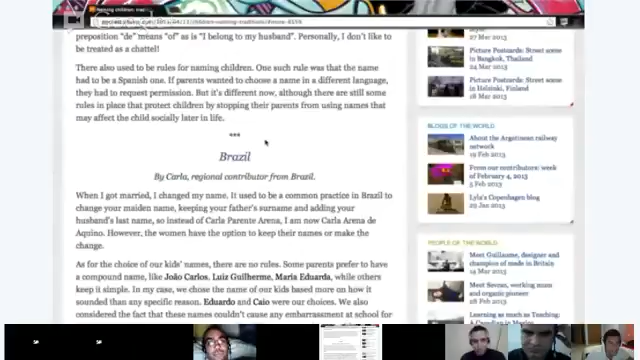 preposition "de" means "of" as is "I belong to my husband". Personally, I don't like
to be treated as a chattel!
There also used to be rules for naming children. One such rule was that the name
had to be a Spanish one. If parents wanted to choose a name in a different language,
they had to request permission. But it's different now, although there are still some
rules in place that protect children by stopping their parents from using names that
may affect the child socially later in life.
***
Brazil
By Carla, regional contributor from Brazil.
When I got married, I changed my name. It used to be a common practice in Brazil to
change your maiden name, keeping your father's surname and adding your
husband's last name, so instead of Carla Parente Arena, I am now Carla Arena de
Aquino. However, the women have the option to keep their names or make the
change.
As for the choice of our kids' names, there are no rules. Some parents prefer to have
a compound name, like João Carlos, Luiz Guilherme, Maria Eduarda, while others
keep it simple. In my case, we chose the name of our kids based more on how it
sounded than any specific reason. Eduardo and Caio were our choices. We also
considered the fact that these names couldn't cause any embarrassment at school for
27 Mar 2013
Picture Postcards: Street scene
in Bangkok, Thailand
24 Mar 2013
Picture Postcards: Street scene
in Helsinki, Finland
18 Mar 2013
BLOGS OF THE WORLD
About the Argentinean railway
network
19 Feb 2013
From our contributors: week of
February 4, 2013
5 Feb 2013
Lyla's Copenhagen blog
29 Jan 2013
PEOPLE OF THE WORLD
Meet Guillaume, designer and
champion of made in Britain
14 Mar 2013
Meet Sevan, working mum
and organic pioneer
28 Feb 2013
Learning as much as Teaching: